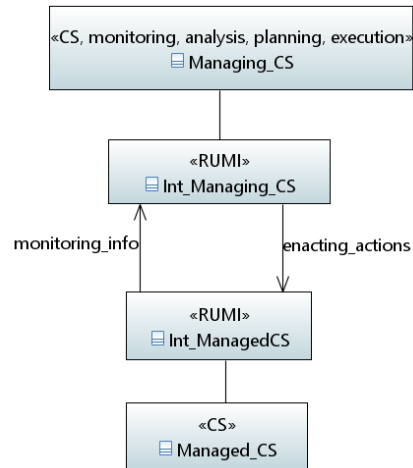 «CS, monitoring, analysis, planning, execution»
Managing_CS
«RUMI»
Int_Managing_CS
monitoring_info
enacting_actions
«RUMI»
Int_ManagedCS
«CS»
Managed_CS